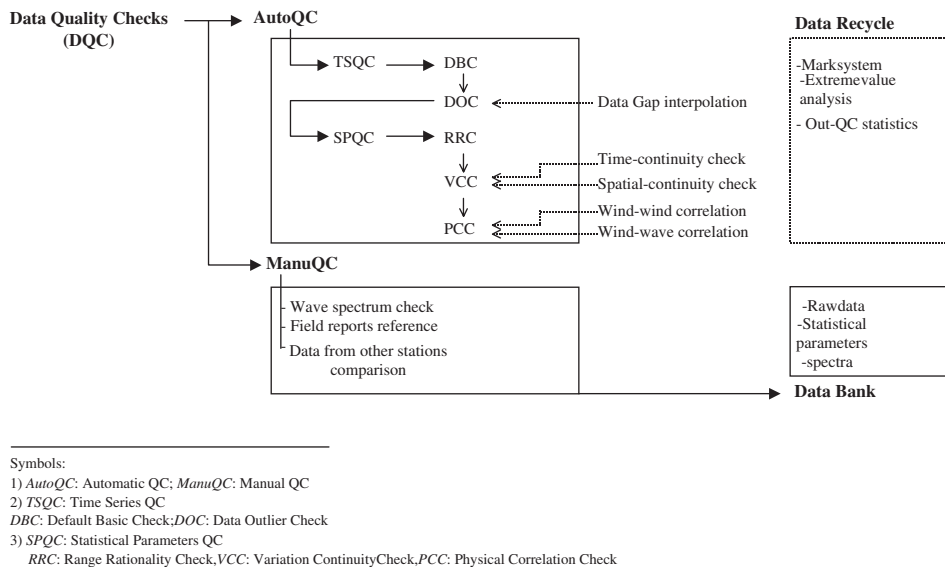 Data Quality Checks
(DQC)
AutoQC
TSQC
DBC
DOC
SPQC
RRC
VCC
PCC
Data Gap interpolation
Time-continuity check
Spatial-continuity check
Wind-wind correlation
Wind-wave correlation
Data Recycle
-Marksystem
-Extremevalue
analysis
- Out-QC statistics
ManuQC
- Wave spectrum check
- Field reports reference
- Data from other stations
comparison
-Rawdata
-Statistical
parameters
-spectra
Data Bank
Symbols:
1) AutoQC: Automatic QC; ManuQC: Manual QC
2) TSQC: Time Series QC
DBC: Default Basic Check;DOC: Data Outlier Check
3) SPQC: Statistical Parameters QC
RRC: Range Rationality Check,VCC: Variation ContinuityCheck,PCC: Physical Correlation Check